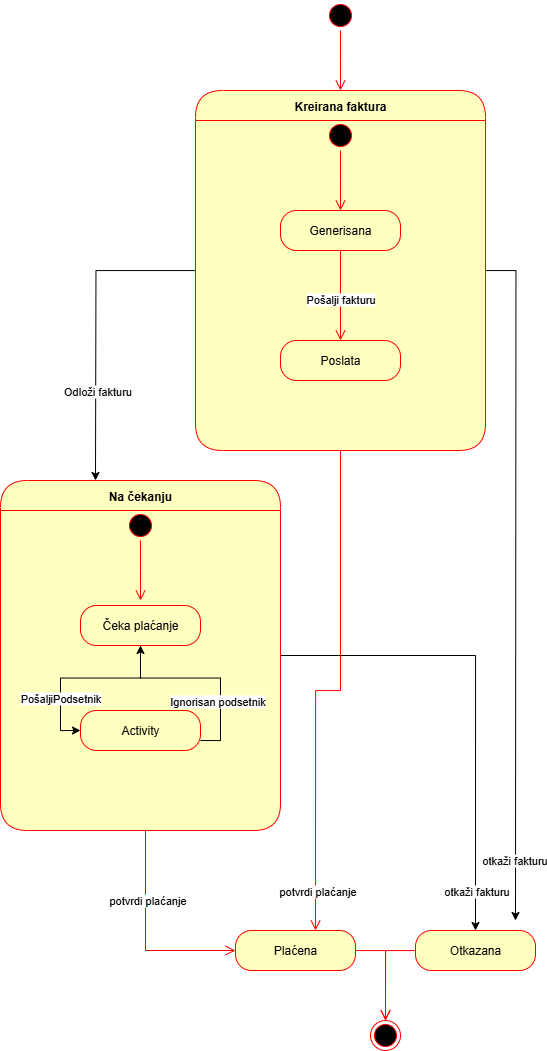 Kreirana faktura
Generisana
Pošalji fakturu
Poslata
Odloži fakturu
Na čekanju
Čeka plaćanje
PošaljiPodsetnik
Ignorisan podsetnik
Activity
otkaži fakturu
potvrdi plaćanje
potvrdi plaćanje
otkaži fakturu
Plaćena
Otkazana